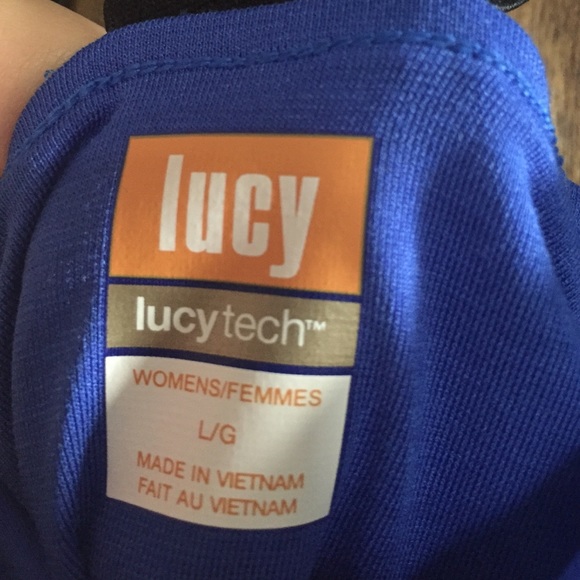 lucy
lucytech™
WOMENS/FEMMES
L/G
MADE IN VIETNAM
FAIT AU VIETNAM